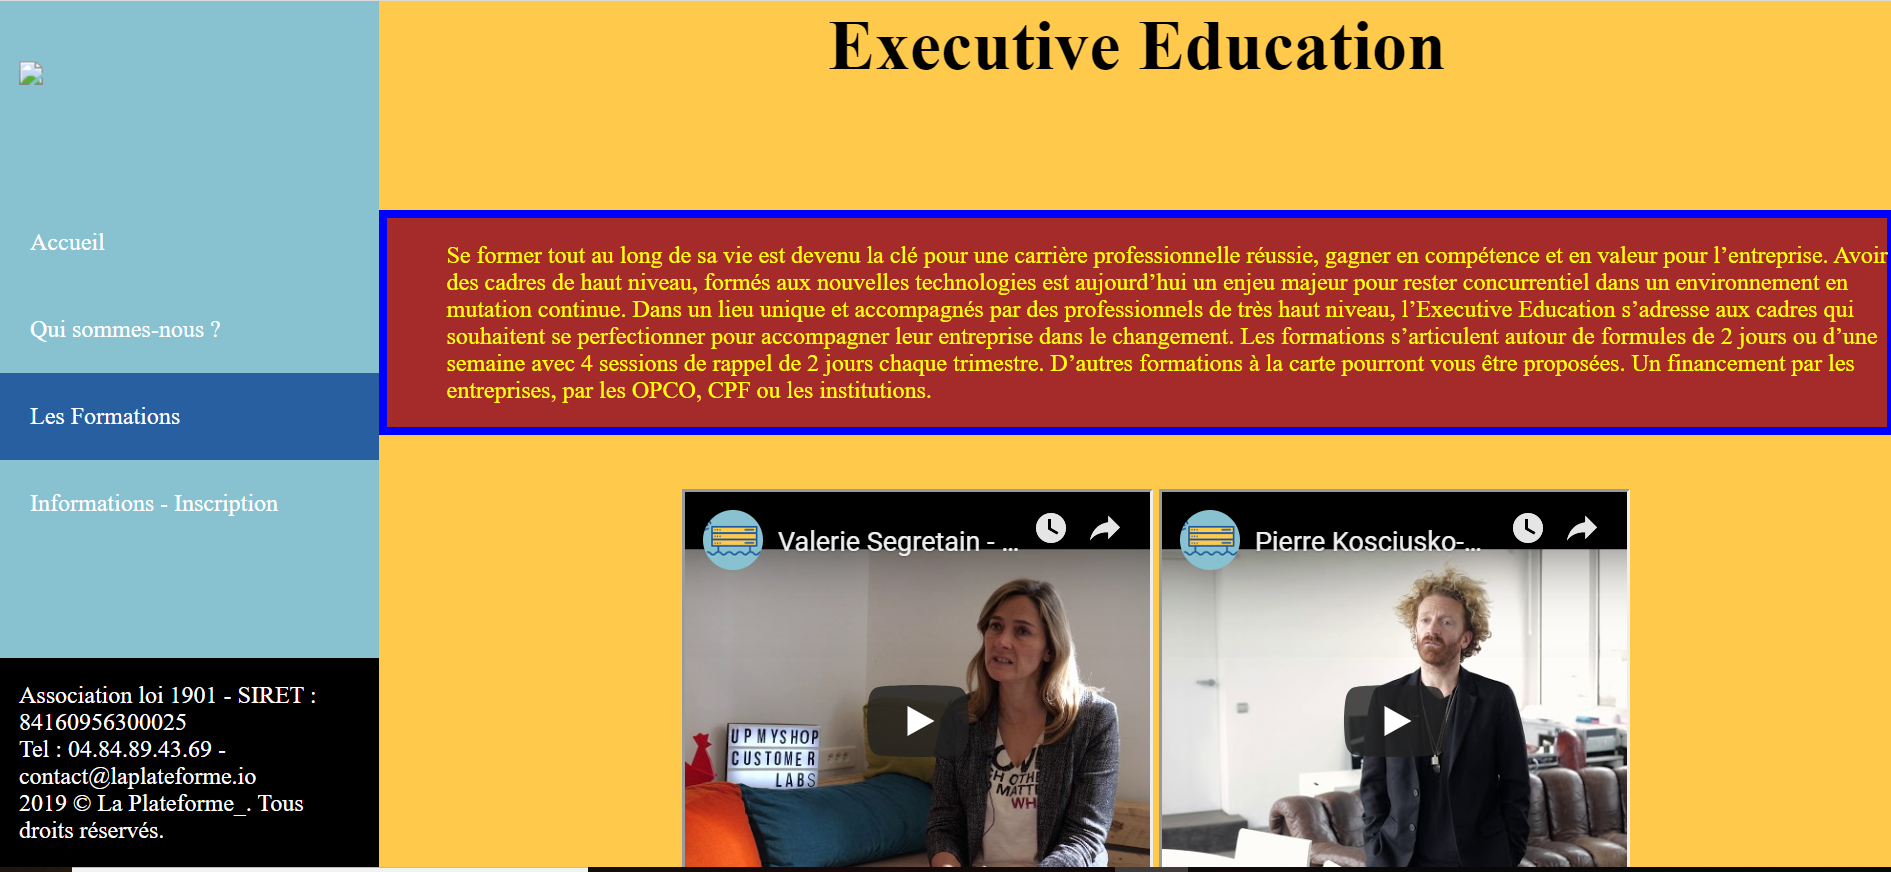 Executive Education
Accueil
Qui sommes-nous ?
Les Formations
Informations - Inscription
Association loi 1901 - SIRET :
84160956300025
Tel : 04.84.89.43.69 -
contact@laplateforme.io
2019 © La Plateforme_. Tous
droits réservés.
Se former tout au long de sa vie est devenu la clé pour une carrière professionnelle réussie, gagner en compétence et en valeur pour l’entreprise. Avoir
des cadres de haut niveau, formés aux nouvelles technologies est aujourd’hui un enjeu majeur pour rester concurrentiel dans un environnement en
mutation continue. Dans un lieu unique et accompagnés par des professionnels de très haut niveau, l’Executive Education s’adresse aux cadres qui
souhaitent se perfectionner pour accompagner leur entreprise dans le changement. Les formations s’articulent autour de formules de 2 jours ou d’une
semaine avec 4 sessions de rappel de 2 jours chaque trimestre. D’autres formations à la carte pourront vous être proposées. Un financement par les
entreprises, par les OPCO, CPF ou les institutions.
Valerie Segretain - ...
UPMYSHOP
CUSTOMER
LABS
Pierre Kosciusko-...